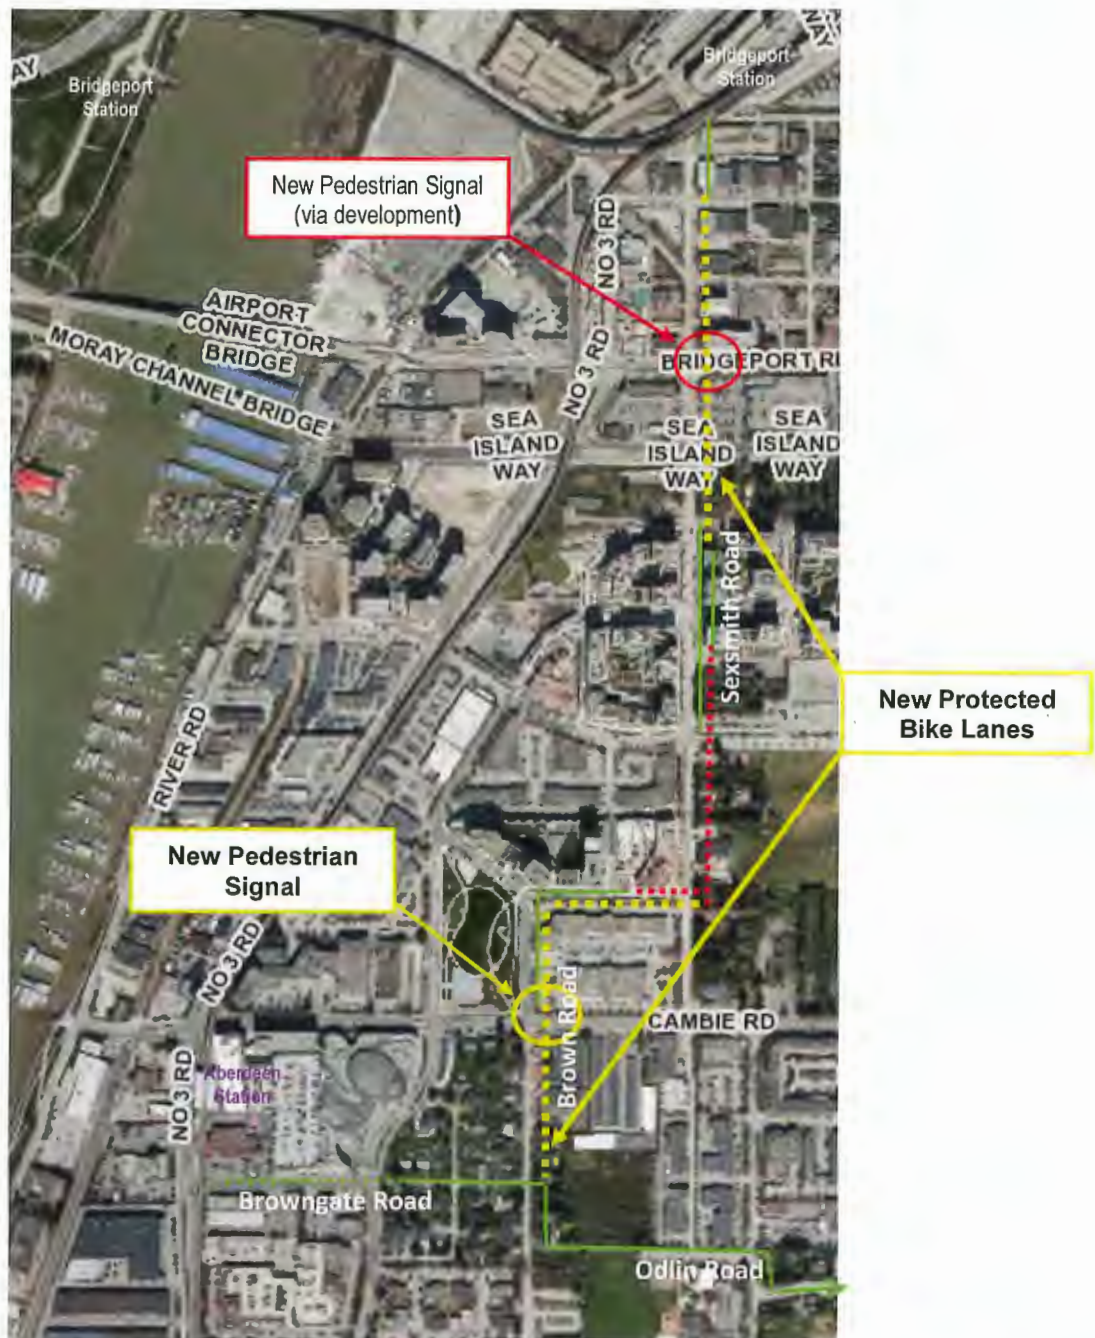 WAY
AY
Bridgeport
Station
Bridgeport
Station
New Pedestrian Signal
(via development)
NO 3 RD
AIRPORT
CONNECTOR
BRIDGE
MORAY CHANNEL BRIDGE
NO 3 RD
BRIDGEPORT RD
SEA
ISLAND
WAY
SEA
ISLAND
WAY
SEA
ISLAND
WAY
Sexsmith Road
New Protected
Bike Lanes
RIVER RD
New Pedestrian
Signal
NO 3 RD
Brown Road
CAMBIE RD
NO 3 RD
Aberdeen
Station
Browngate Road
Odlin Road